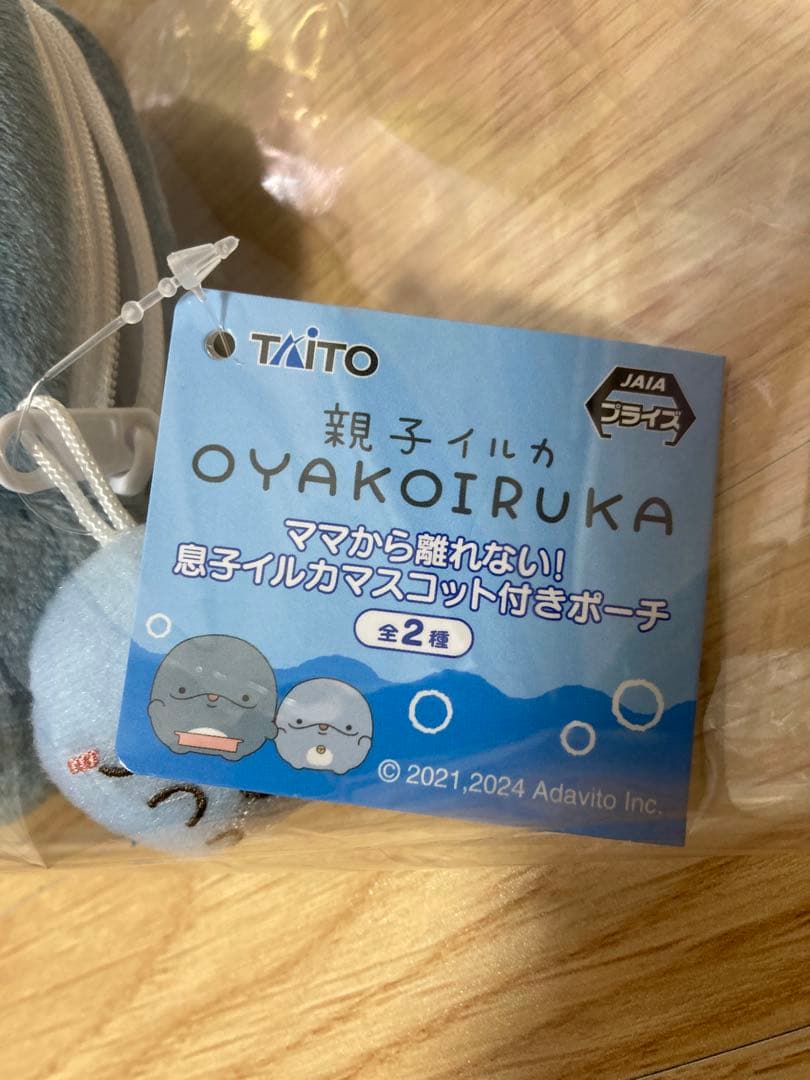 TAITO
JAIA
プライズ
親子イルカ
OYAKOIRUKA
ママから離れない!
息子イルカマスコット付きポーチ
全2種
© 2021,2024 Adavito Inc.